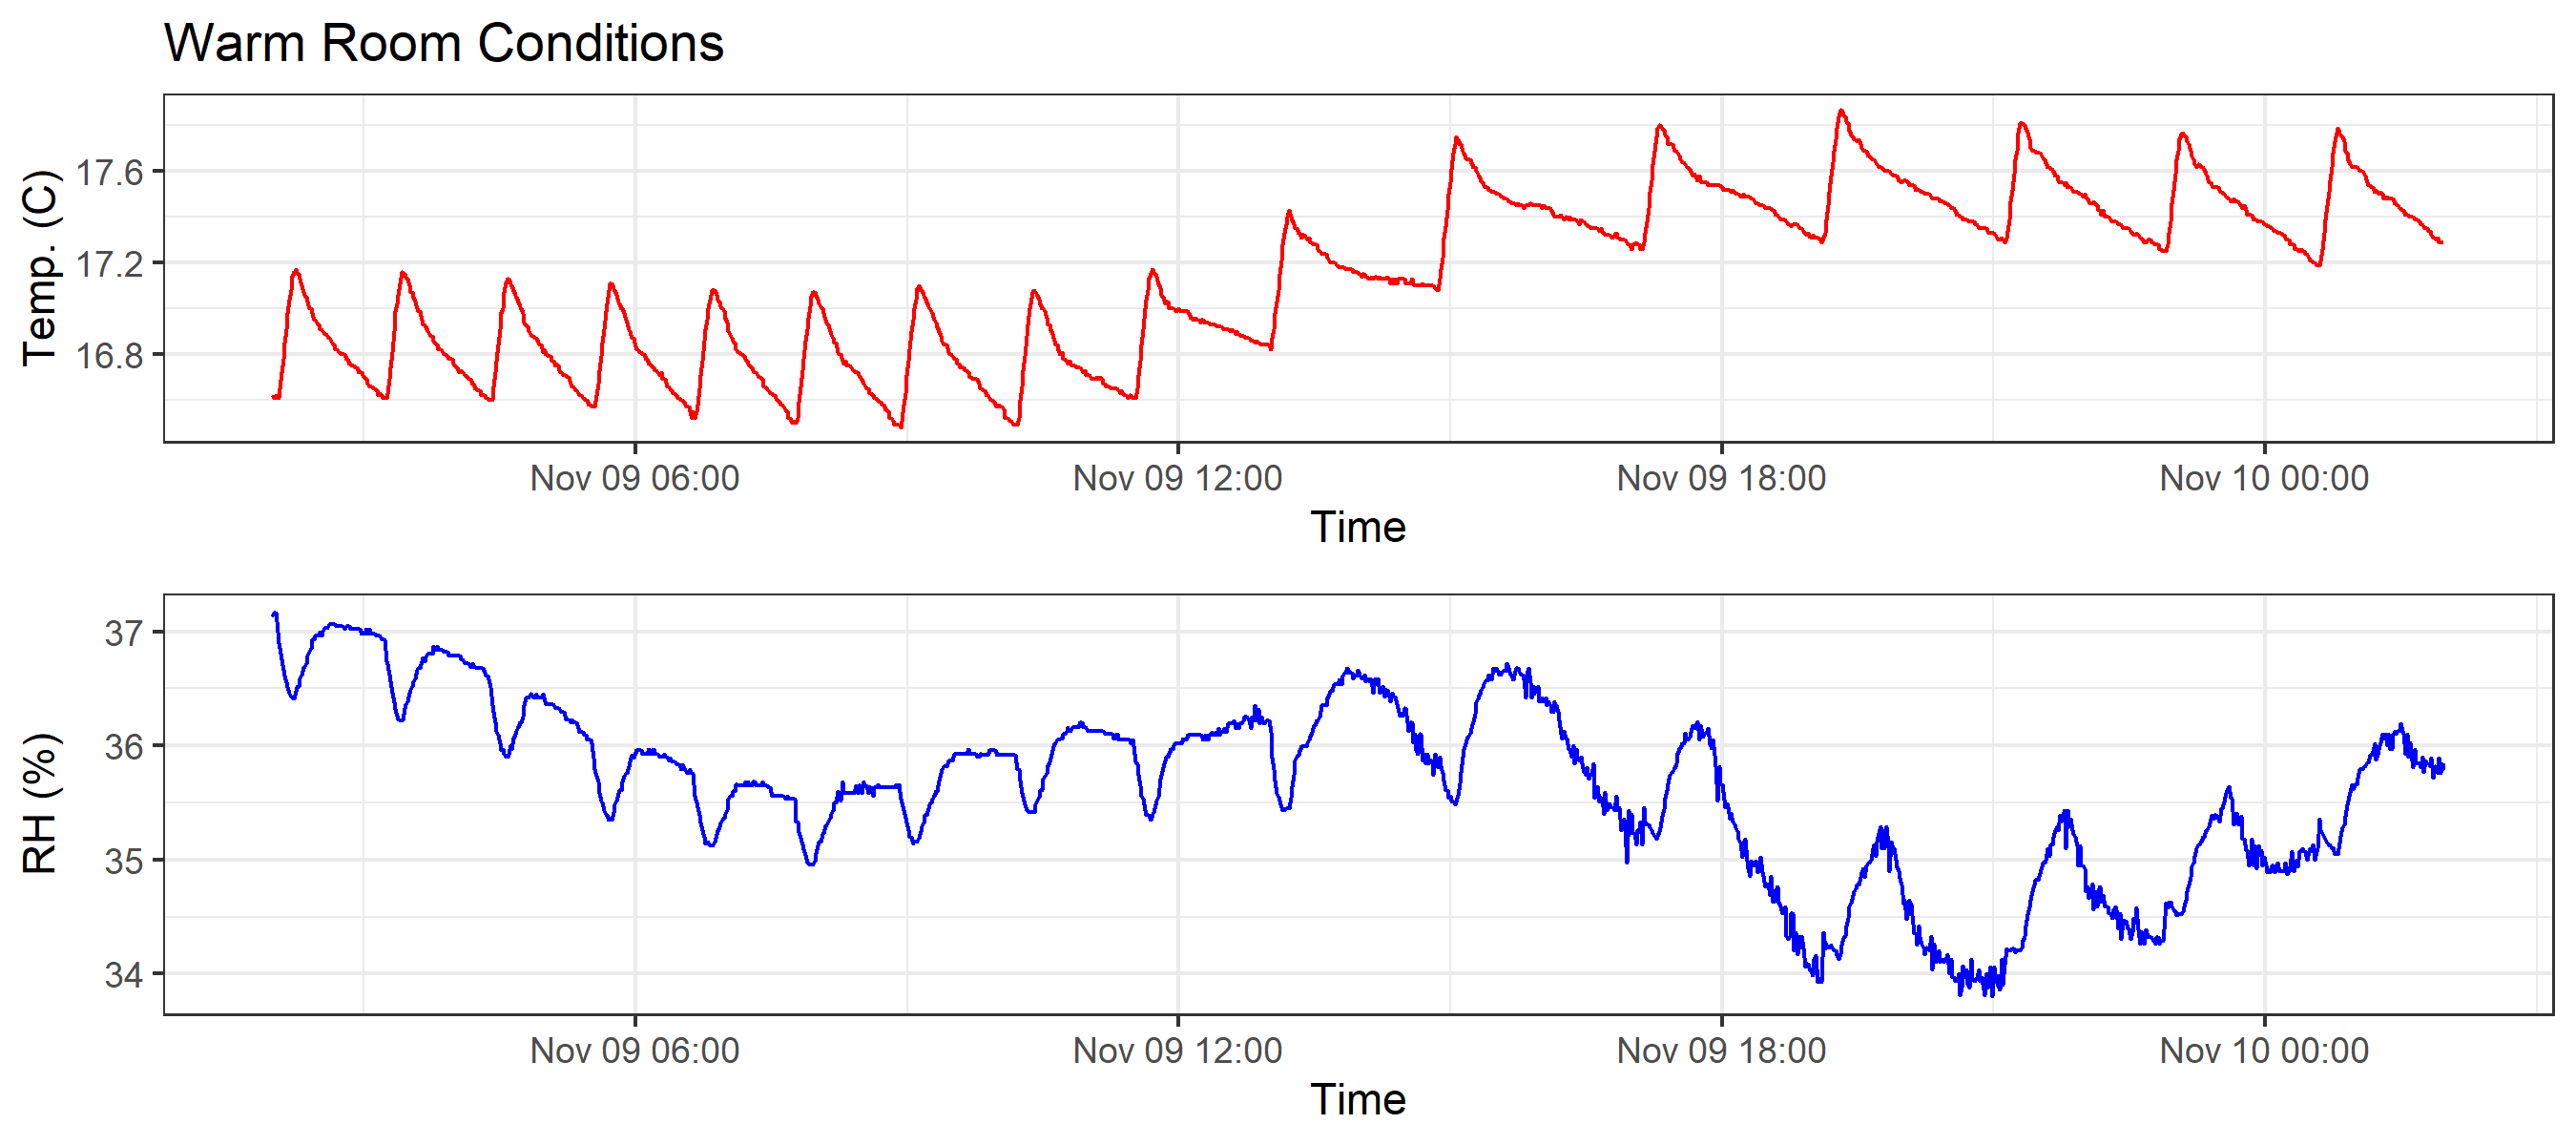 Warm Room Conditions
Temp. (C)
17.6
17.2
16.8
Nov 09 06:00 Nov 09 12:00 Nov 09 18:00 Nov 10 00:00
Time
RH (%)
37
36
35
34
Nov 09 06:00 Nov 09 12:00 Nov 09 18:00 Nov 10 00:00
Time